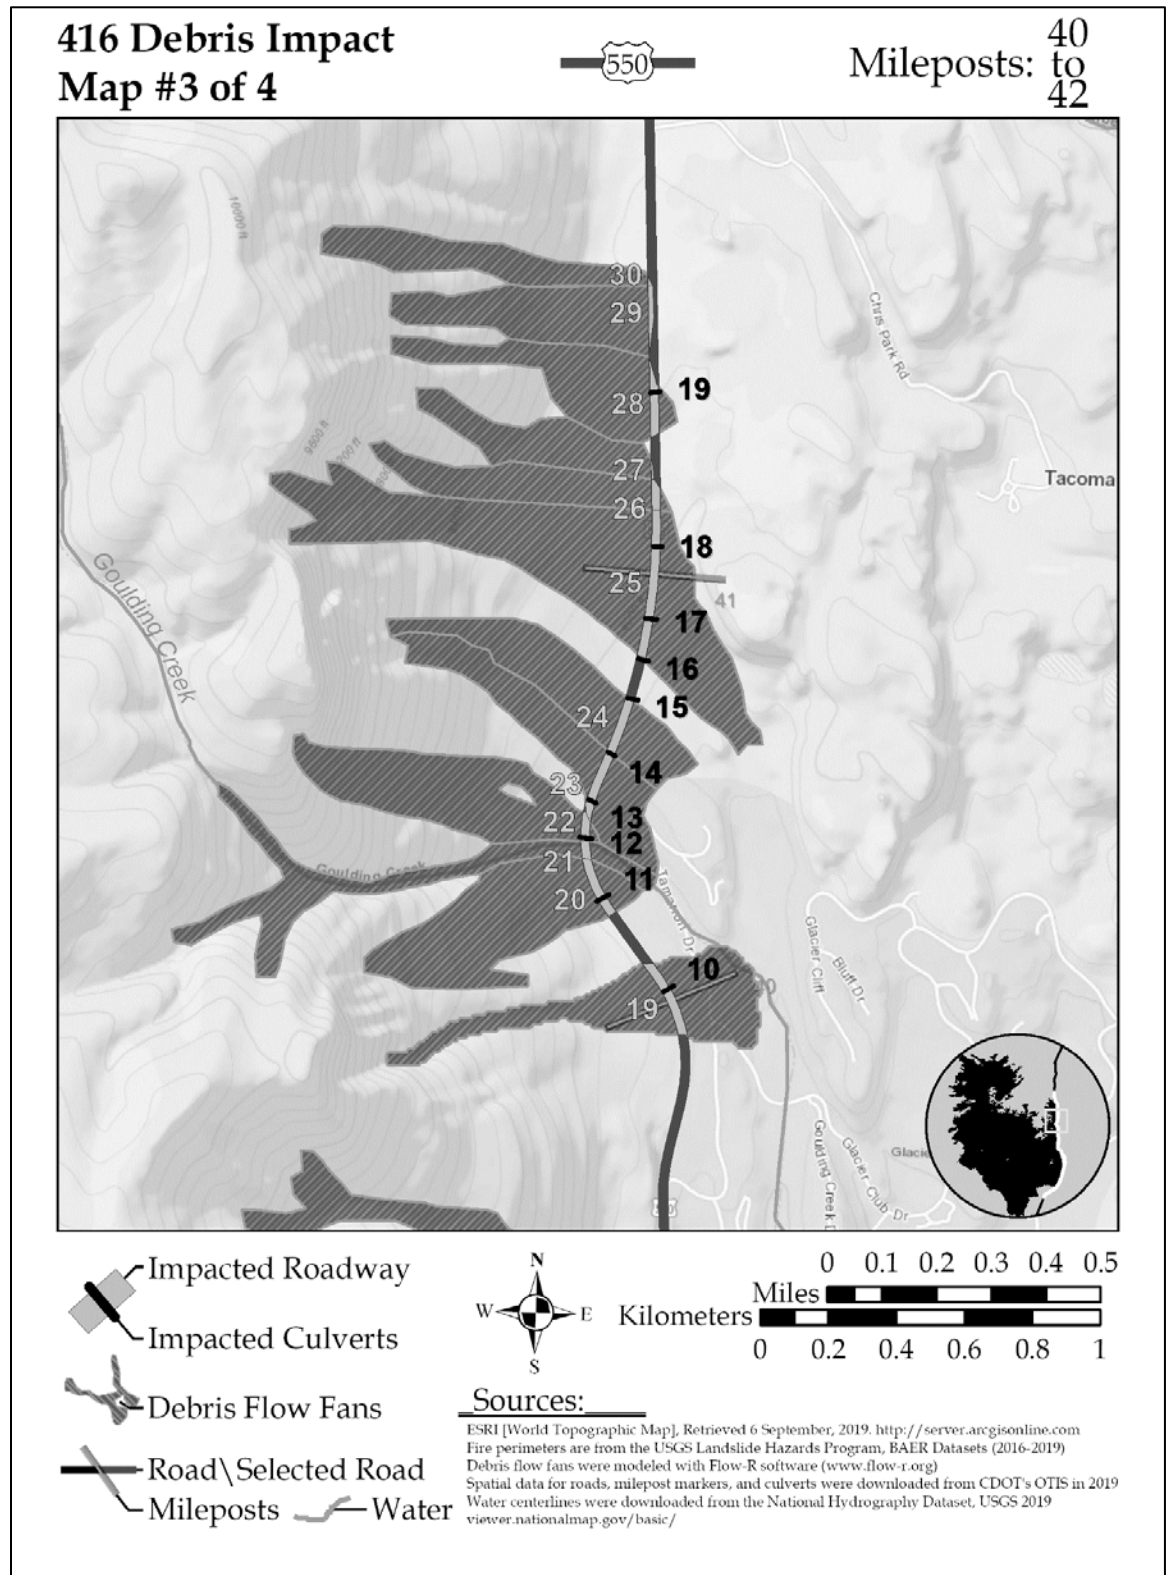 416 Debris Impact
Map #3 of 4
550
Mileposts: 40 to 42
10000 ft
30
29
Chris Park Rd
19
28
9600 ft
27
Tacoma
26
18
25
41
17
Goulding Creek
16
15
24
14
23
13
22
12
Goulding Creek
21
11
20
Tamarron Dr
10
Glacier Cliff
Bluff Dr
19
Goulding Creek
Glacier Club Dr
Impacted Roadway
Impacted Culverts
Debris Flow Fans
Road\Selected Road
Mileposts
Water
N
W E
S
0 0.1 0.2 0.3 0.4 0.5
Miles
Kilometers
0 0.2 0.4 0.6 0.8 1
Sources:
ESRI [World Topographic Map], Retrieved 6 September, 2019. http://server.arcgisonline.com
Fire perimeters are from the USGS Landslide Hazards Program, BAER Datasets (2016-2019)
Debris flow fans were modeled with Flow-R software (www.flow-r.org)
Spatial data for roads, milepost markers, and culverts were downloaded from CDOT's OTIS in 2019
Water centerlines were downloaded from the National Hydrography Dataset, USGS 2019
viewer.nationalmap.gov/basic/